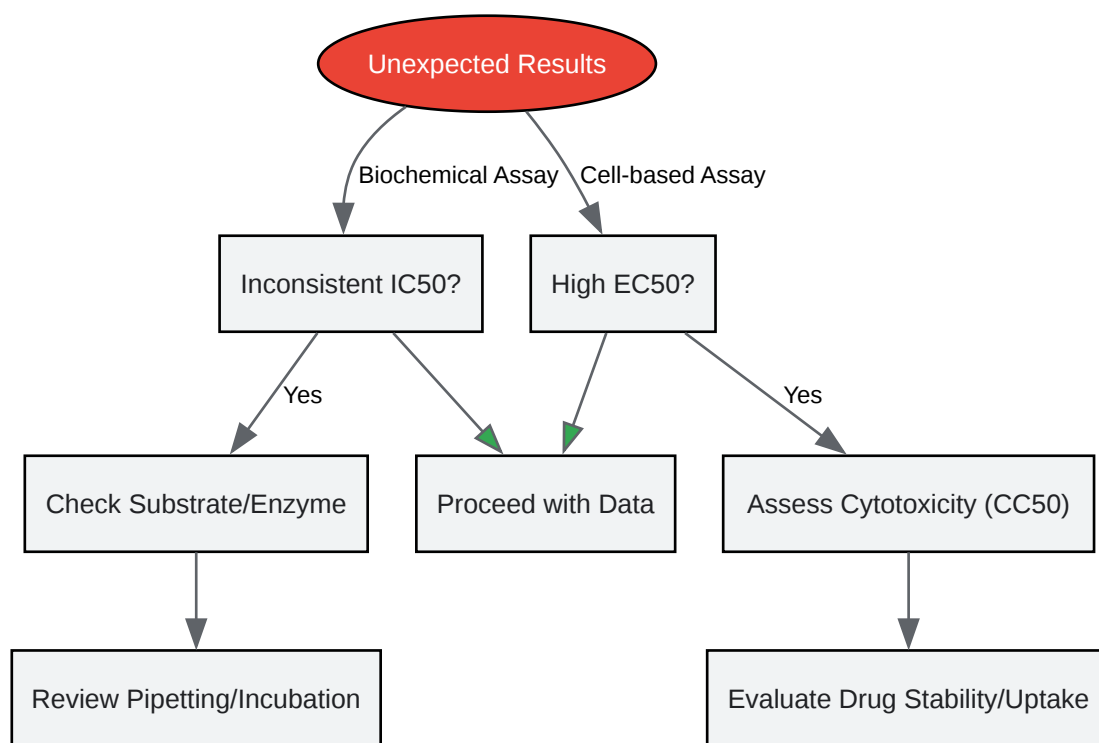 Unexpected Results
Biochemical Assay
Cell-based Assay
Inconsistent IC50?
High EC50?
Yes
Yes
Check Substrate/Enzyme
Proceed with Data
Assess Cytotoxicity (CC50)
Review Pipetting/Incubation
Evaluate Drug Stability/Uptake